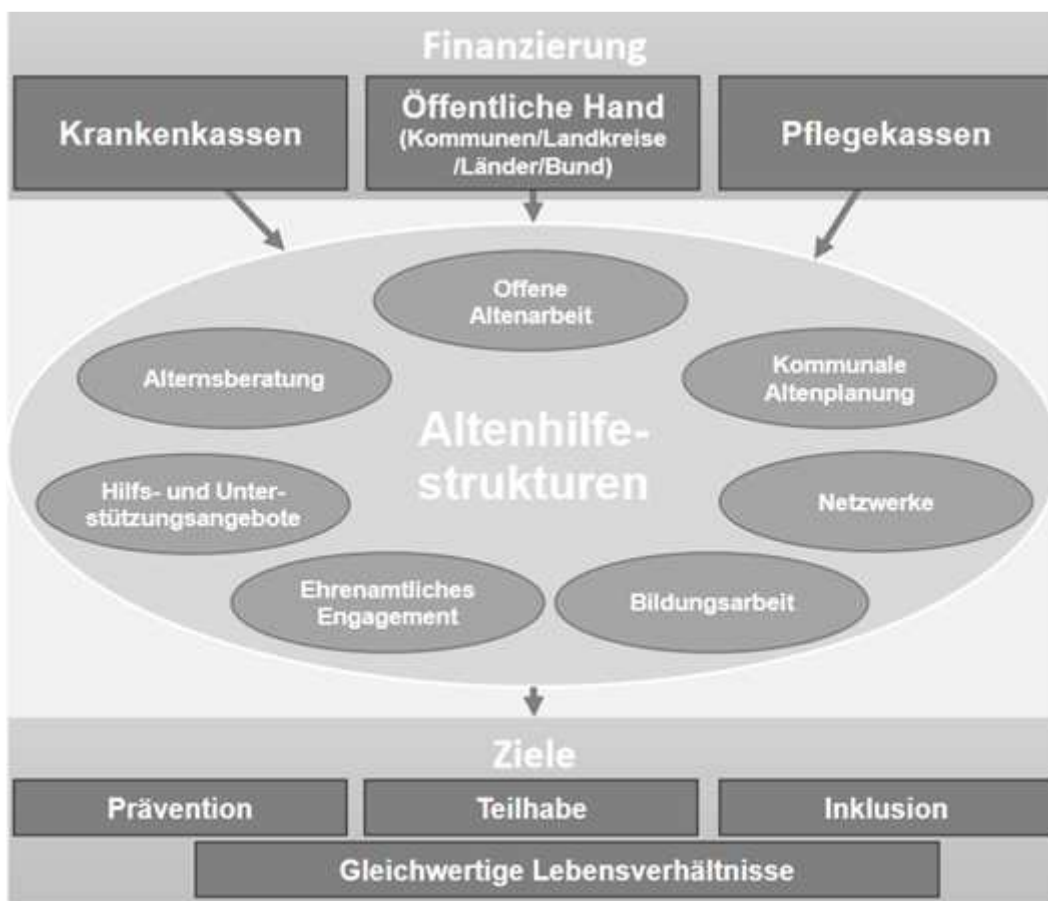 Finanzierung
Krankenkassen
Öffentliche Hand
(Kommunen/Landkreise
/Länder/Bund)
Pflegekassen
Offene
Altenarbeit
Alternsberatung
Kommunale
Altenplanung
Altenhilfe-
strukturen
Hilfs- und Unter-
stützungsangebote
Netzwerke
Ehrenamtliches
Engagement
Bildungsarbeit
Ziele
Prävention
Teilhabe
Inklusion
Gleichwertige Lebensverhältnisse